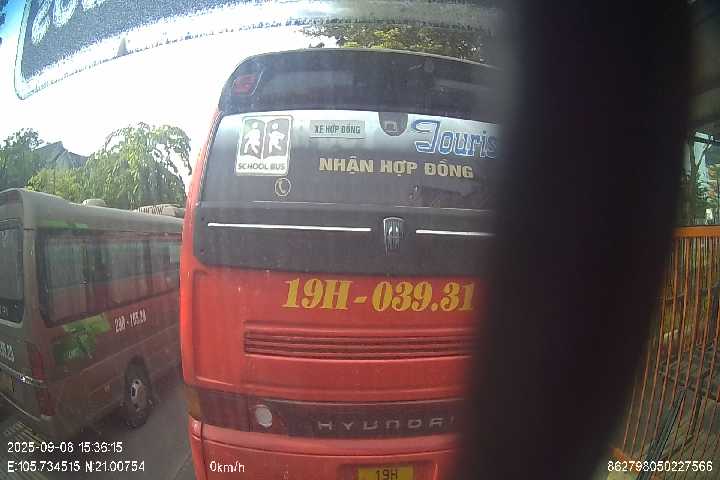 SCHOOL BUS
XE HỢP ĐỒNG
Touris
NHẬN HỢP ĐỒNG
19H-039.31
HYUNDAI
19H
2025-09-08 15:36:15
E:105.734515 N:21.00754
0km/h
862798050227566